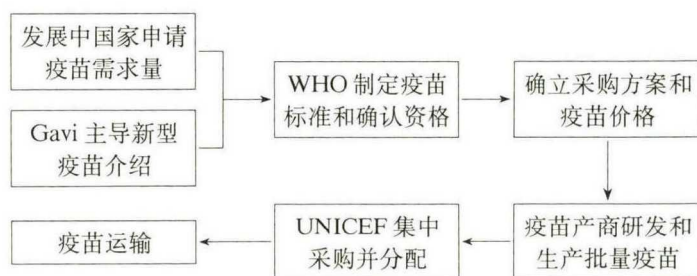 发展中国家申请
疫苗需求量
Gavi 主导新型
疫苗介绍
WHO 制定疫苗
标准和确认资格
确立采购方案和
疫苗价格
疫苗产商研发和
生产批量疫苗
UNICEF 集中
采购并分配
疫苗运输